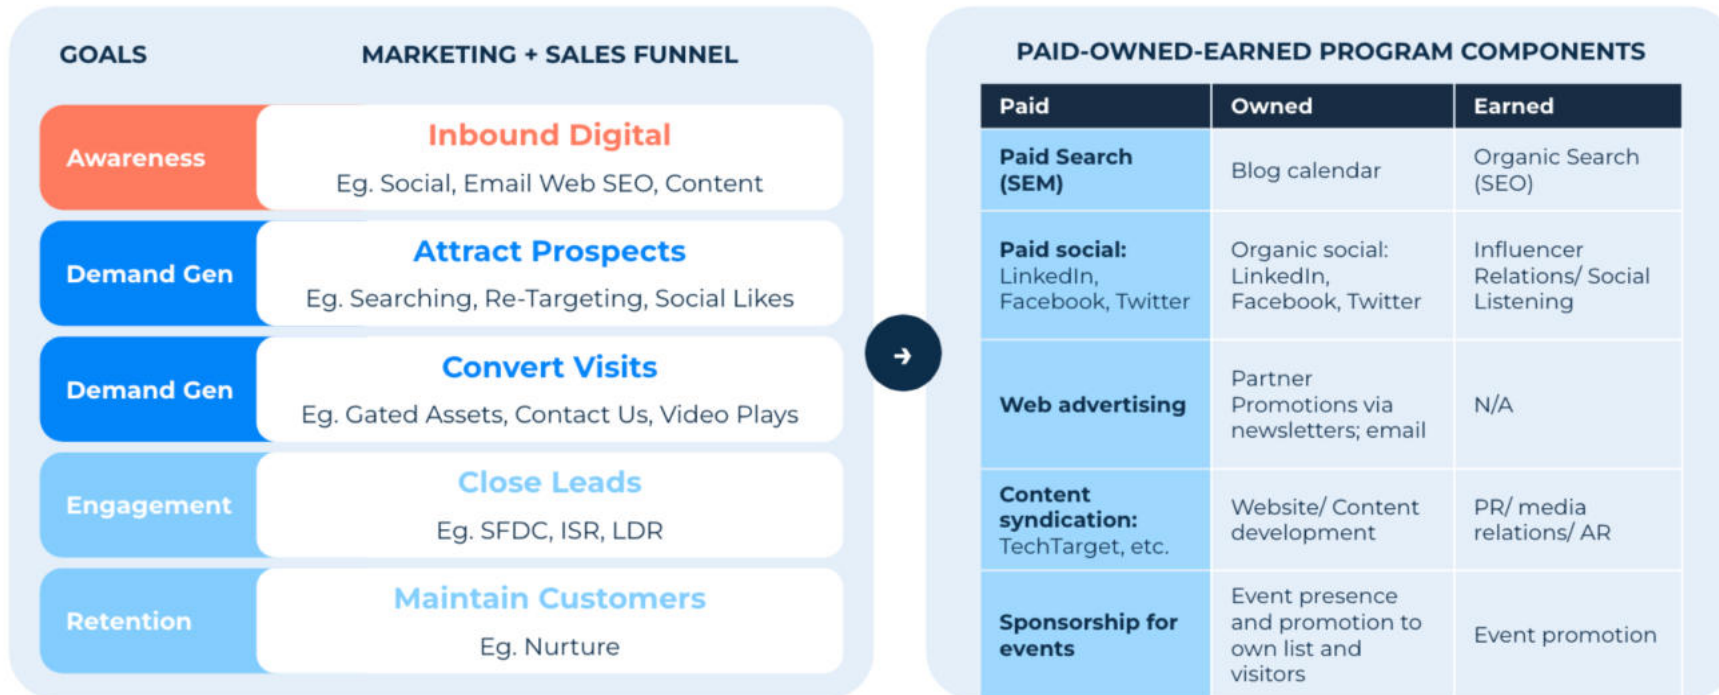 GOALS
MARKETING + SALES FUNNEL
Awareness
Inbound Digital
Eg. Social, Email Web SEO, Content
Demand Gen
Attract Prospects
Eg. Searching, Re-Targeting, Social Likes
Demand Gen
Convert Visits
Eg. Gated Assets, Contact Us, Video Plays
Engagement
Close Leads
Eg. SFDC, ISR, LDR
Retention
Maintain Customers
Eg. Nurture
➔
PAID-OWNED-EARNED PROGRAM COMPONENTS
Paid
Owned
Earned
Paid Search
(SEM)
Blog calendar
Organic Search
(SEO)
Paid social:
LinkedIn,
Facebook, Twitter
Organic social:
LinkedIn,
Facebook, Twitter
Influencer
Relations/ Social
Listening
Web advertising
Partner
Promotions via
newsletters; email
N/A
Content
syndication:
TechTarget, etc.
Website/ Content
development
PR/ media
relations/ AR
Sponsorship for
events
Event presence
and promotion to
own list and
visitors
Event promotion